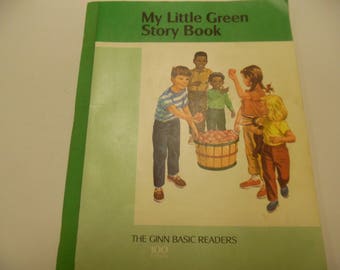 My Little Green
Story Book
THE GINN BASIC READERS
100